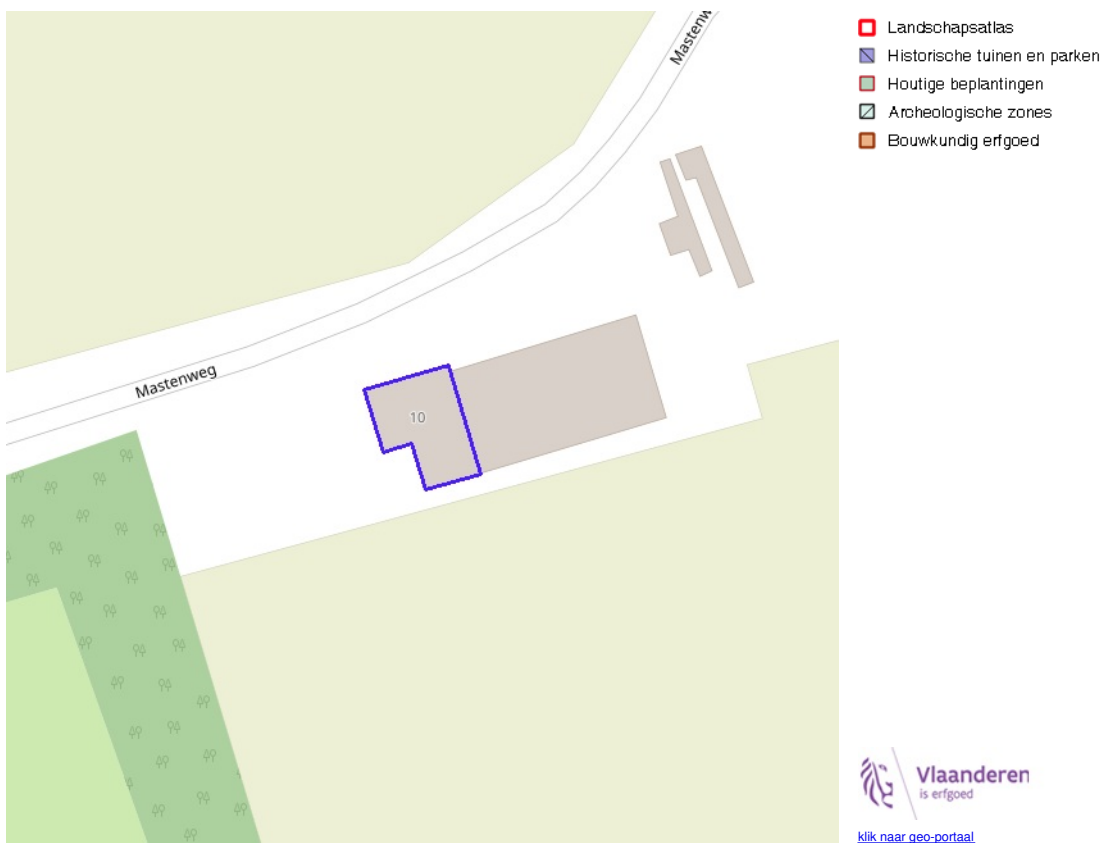 Mastenw
Landschapsatlas
Historische tuinen en parken
Houtige beplantingen
Archeologische zones
Bouwkundig erfgoed
Mastenweg
10
Vlaanderen
is erfgoed
klik naar geo-portaal